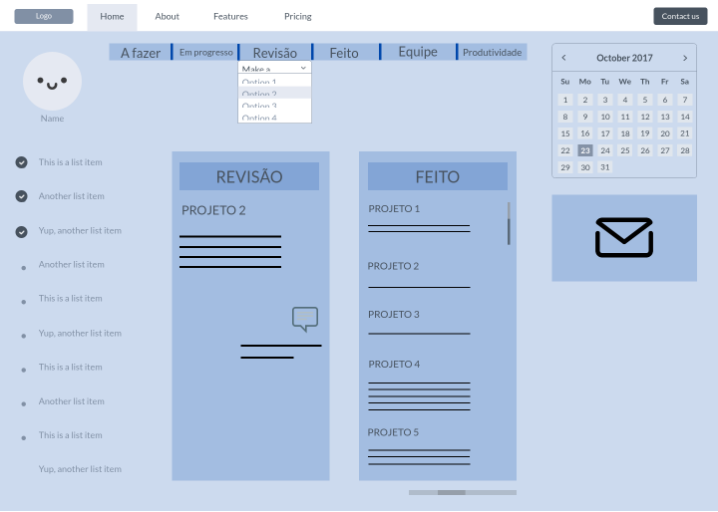 Logo
Home
About
Features
Pricing
Contact us
A fazer
Em progresso
Revisão
Feito
Equipe
Produtividade
Make a
Option 1
Option 2
Option 3
Option 4
Name
This is a list item
Another list item
Yup, another list item
Another list item
This is a list item
Yup, another list item
This is a list item
Another list item
This is a list item
Yup, another list item
REVISÃO
PROJETO 2
FEITO
PROJETO 1
PROJETO 2
PROJETO 3
PROJETO 4
PROJETO 5
October 2017
Su Mo Tu We Th Fr Sa
1 2 3 4 5 6 7
8 9 10 11 12 13 14
15 16 17 18 19 20 21
22 23 24 25 26 27 28
29 30 31